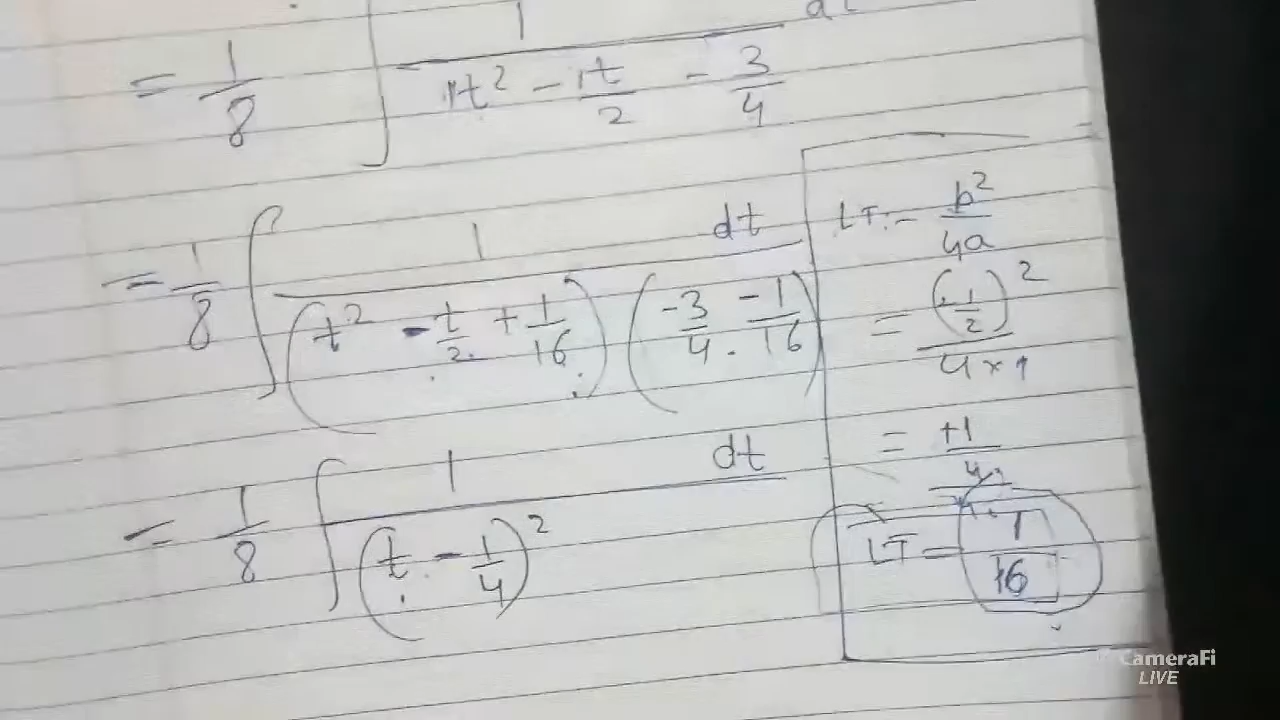 = 1/8 ∫ 1/(1t² - 1t/2 - 3/4) dt
= 1/8 ∫ 1/((t² - t/2 + 1/16) (-3/4 - 1/16)) dt
= 1/8 ∫ 1/(t - 1/4)² dt
LT = b²/4a
= (1/2)²/4×1
= +1/4
LT = 1/16
CameraFi
LIVE